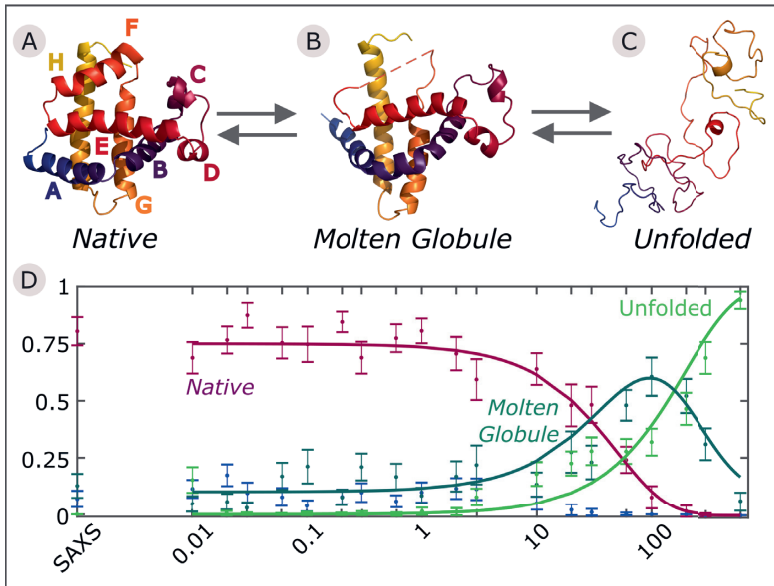 A
B
C
F
H
C
E
B
D
A
G
Native
Molten Globule
Unfolded
D
1
0.75
0.5
0.25
0
Unfolded
Native
Molten
Globule
SAXS
0.01
0.1
1
10
100